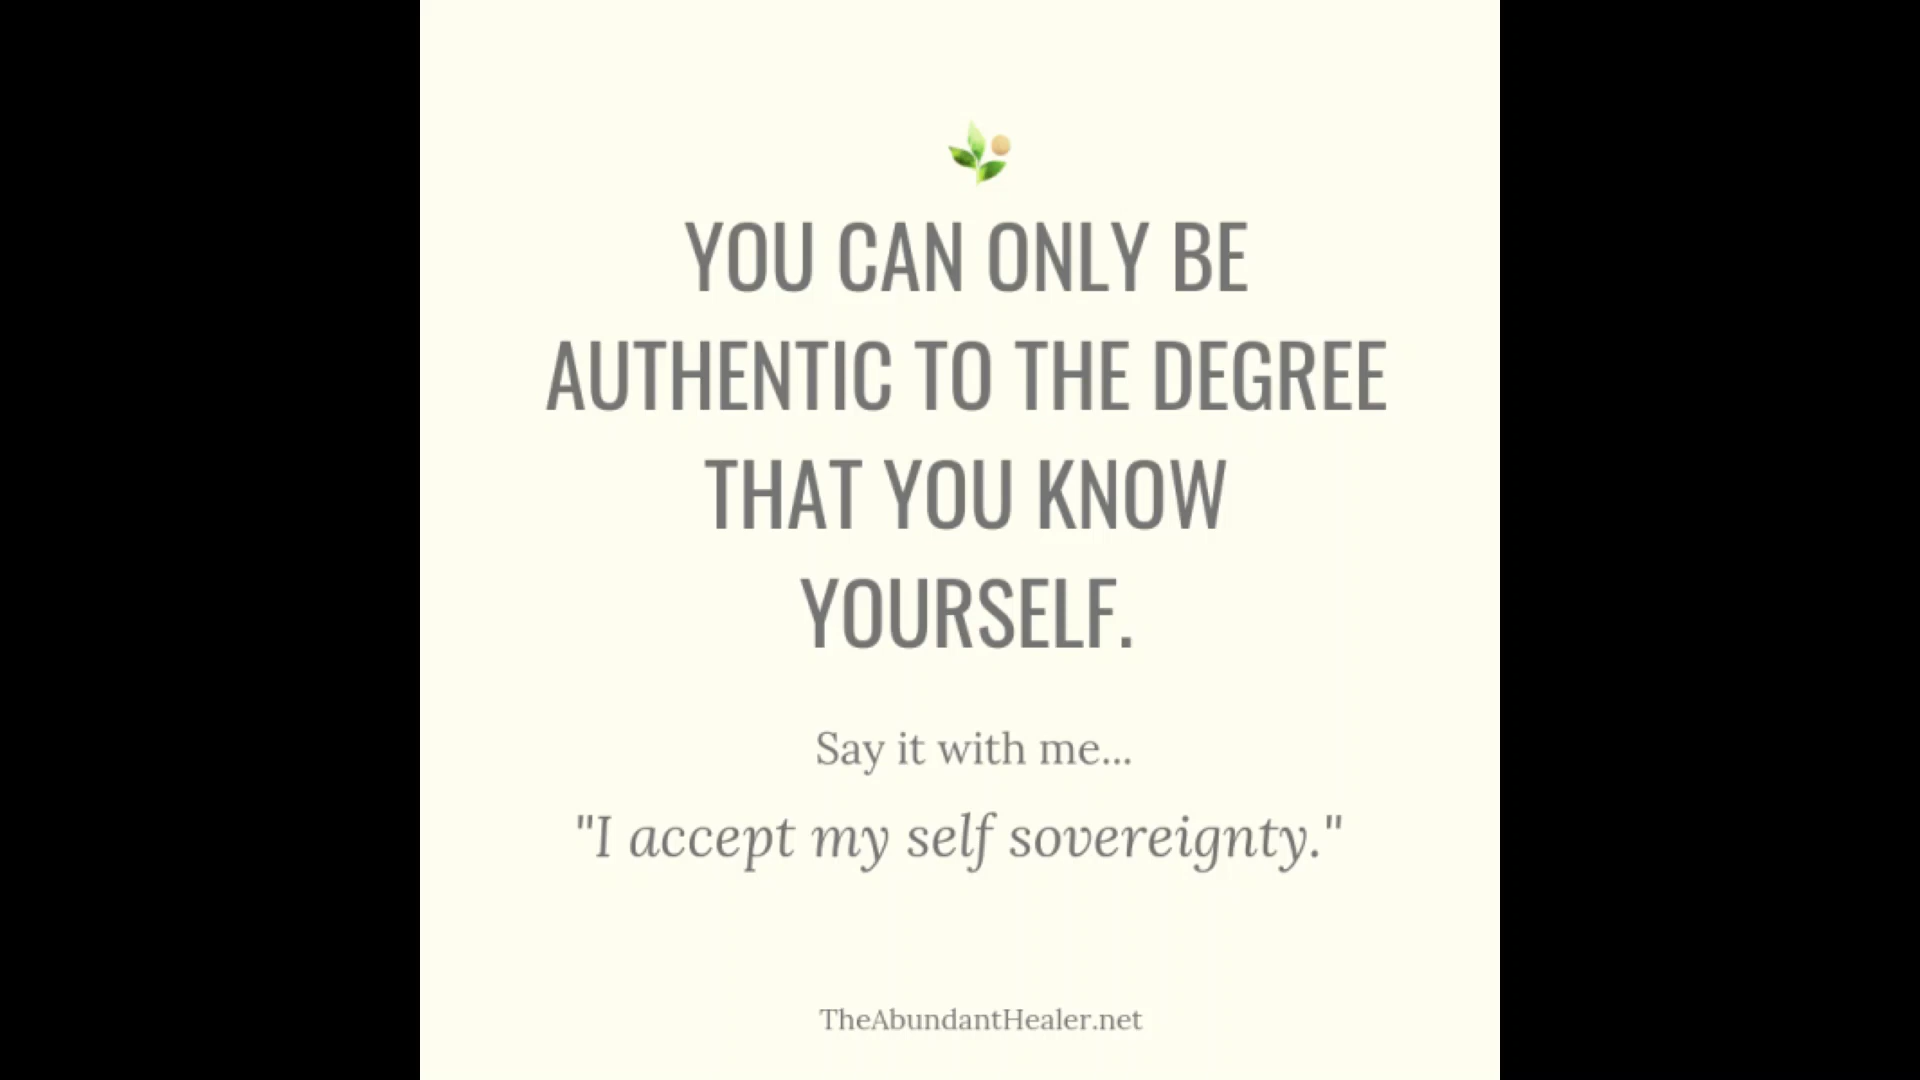 YOU CAN ONLY BE
AUTHENTIC TO THE DEGREE
THAT YOU KNOW
YOURSELF.
Say it with me...
"I accept my self sovereignty."
TheAbundantHealer.net